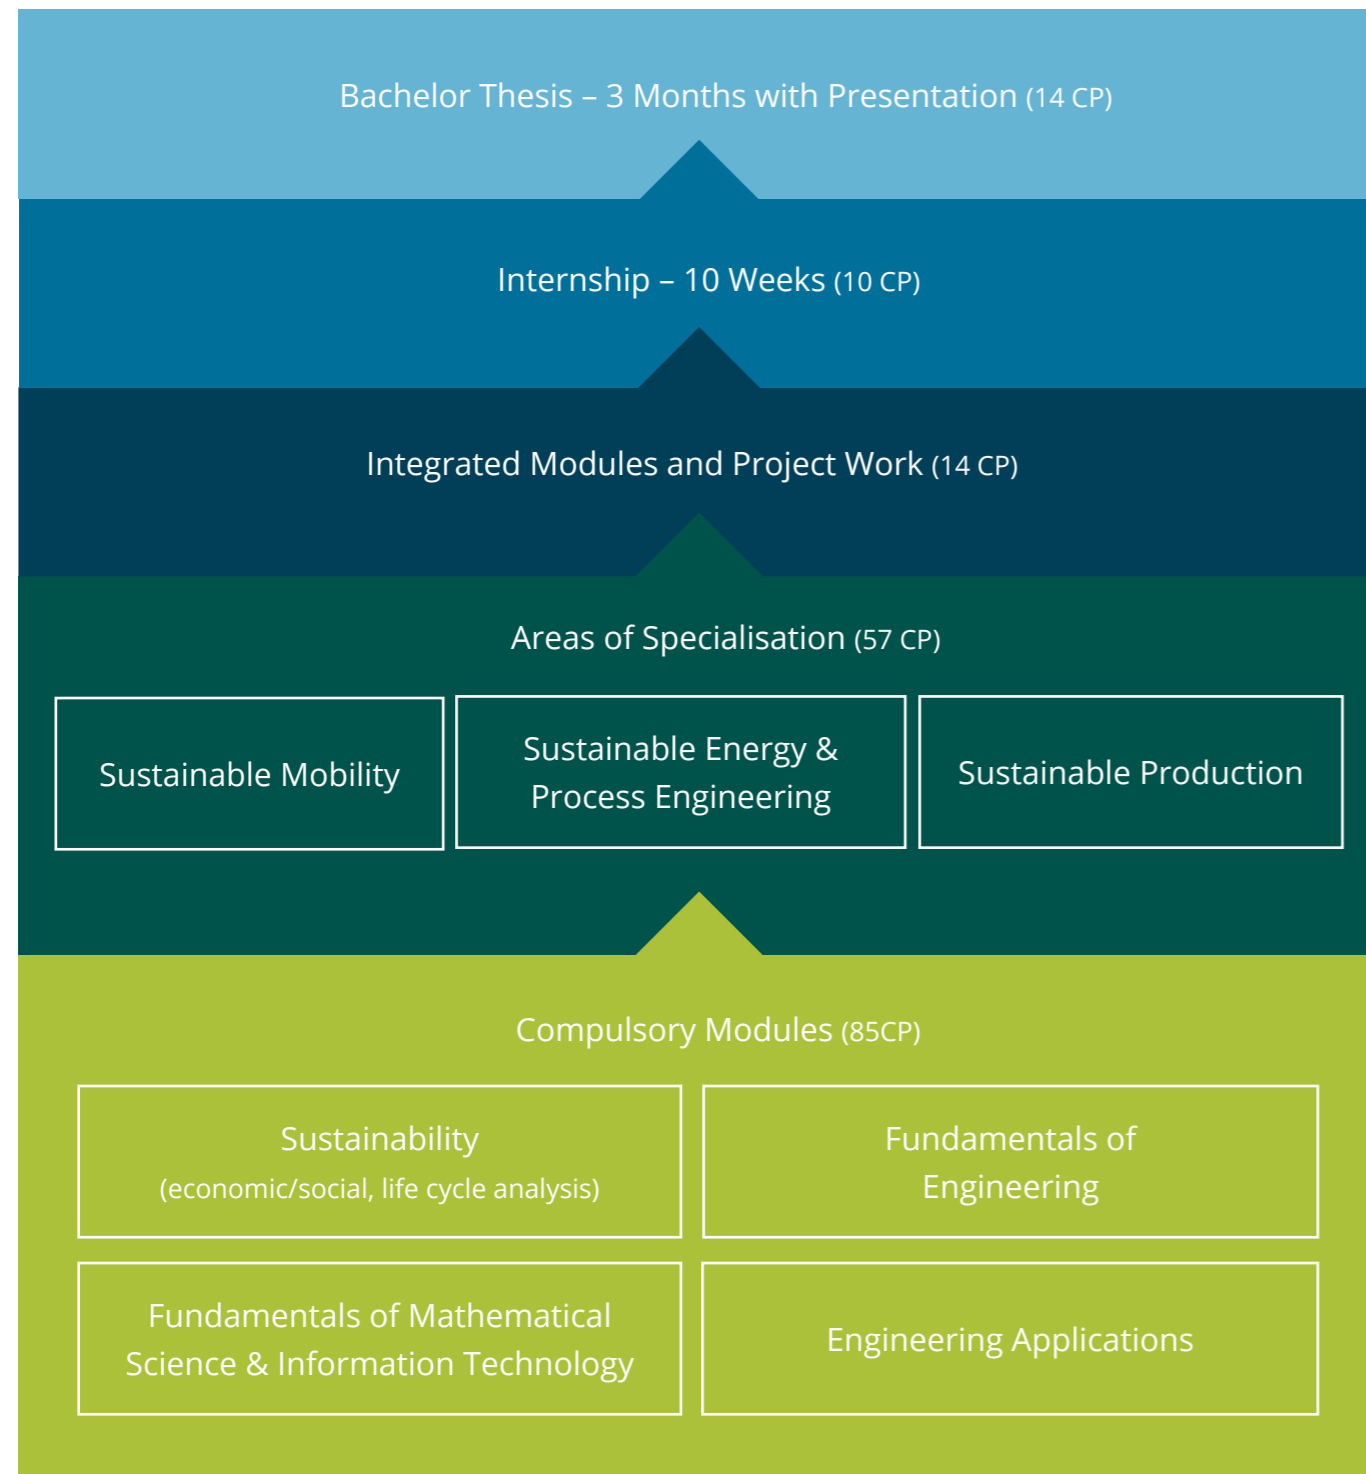 Bachelor Thesis – 3 Months with Presentation (14 CP)
Internship – 10 Weeks (10 CP)
Integrated Modules and Project Work (14 CP)
Areas of Specialisation (57 CP)
Sustainable Mobility
Sustainable Energy &
Process Engineering
Sustainable Production
Compulsory Modules (85CP)
Sustainability
(economic/social, life cycle analysis)
Fundamentals of
Engineering
Fundamentals of Mathematical
Science & Information Technology
Engineering Applications